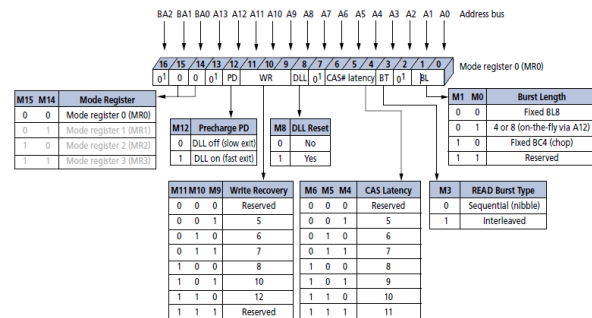 BA2 BA1 BA0 A13 A12 A11 A10 A9 A8 A7 A6 A5 A4 A3 A2 A1 A0 Address bus
16 15 14 13 12 11 10 9 8 7 6 5 4 3 2 1 0
0¹ 0 0 0¹ PD WR DLL 0¹ CAS# latency BT 0¹ BL
Mode register 0 (MR0)
M15 M14 Mode Register
0 0 Mode register 0 (MR0)
0 1 Mode register 1 (MR1)
1 0 Mode register 2 (MR2)
1 1 Mode register 3 (MR3)
M12 Precharge PD
0 DLL off (slow exit)
1 DLL on (fast exit)
M8 DLL Reset
0 No
1 Yes
M1 M0 Burst Length
0 0 Fixed BL8
0 1 4 or 8 (on-the-fly via A12)
1 0 Fixed BC4 (chop)
1 1 Reserved
M11 M10 M9 Write Recovery
0 0 0 Reserved
0 0 1 5
0 1 0 6
0 1 1 7
1 0 0 8
1 0 1 10
1 1 0 12
1 1 1 Reserved
M6 M5 M4 CAS Latency
0 0 0 Reserved
0 0 1 5
0 1 0 6
0 1 1 7
1 0 0 8
1 0 1 9
1 1 0 10
1 1 1 11
M3 READ Burst Type
0 Sequential (nibble)
1 Interleaved